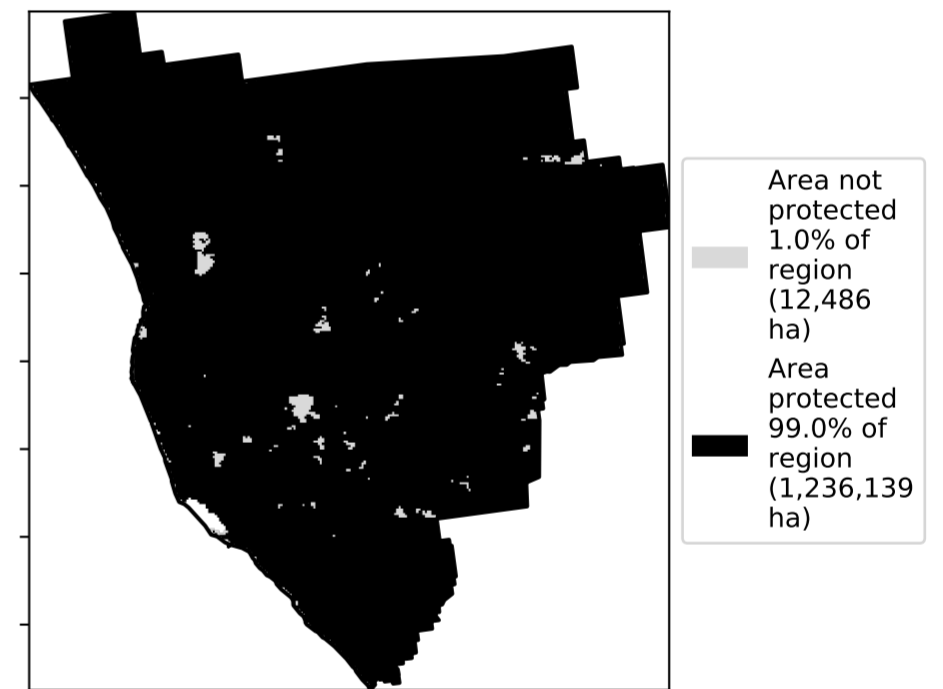 Area not
protected
1.0% of
region
(12,486
ha)
Area
protected
99.0% of
region
(1,236,139
ha)